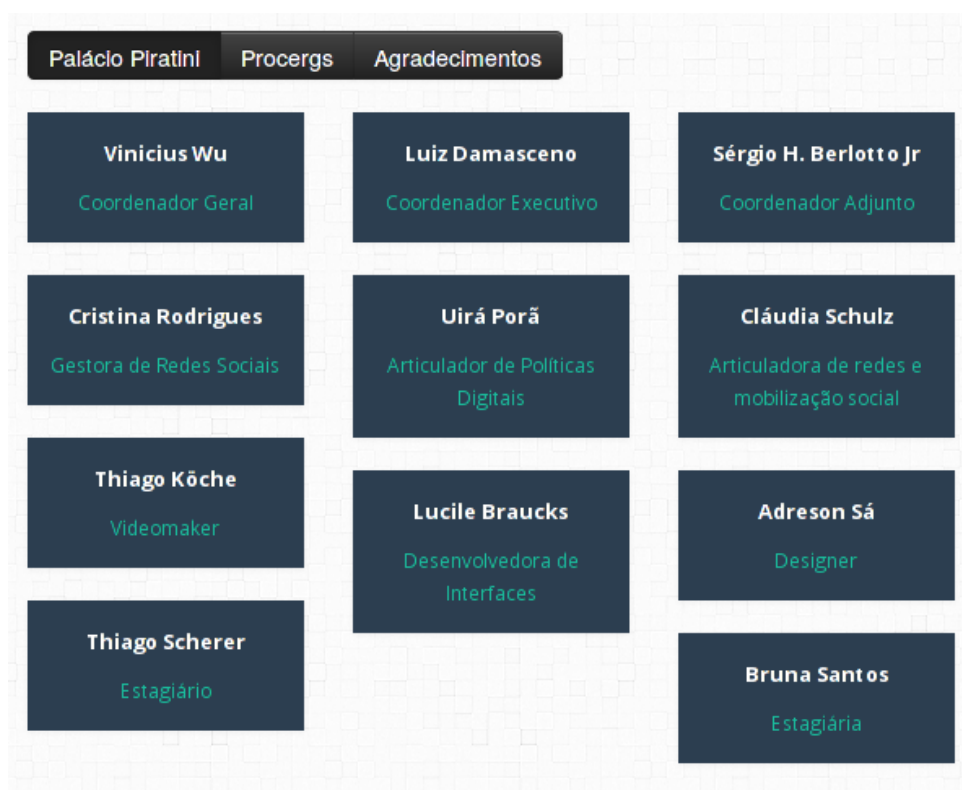 Palácio Piratini
Procergs
Agradecimentos
Vinicius Wu
Coordenador Geral
Luiz Damasceno
Coordenador Executivo
Sérgio H. Berlotto Jr
Coordenador Adjunto
Cristina Rodrigues
Gestora de Redes Sociais
Uirá Porã
Articulador de Políticas
Digitais
Cláudia Schulz
Articuladora de redes e
mobilização social
Thiago Köche
Videomaker
Lucile Braucks
Desenvolvedora de
Interfaces
Adreson Sá
Designer
Thiago Scherer
Estagiário
Bruna Santos
Estagiária